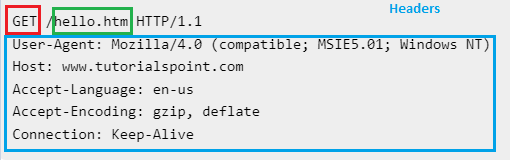 Headers
GET /hello.htm HTTP/1.1
User-Agent: Mozilla/4.0 (compatible; MSIE5.01; Windows NT)
Host: www.tutorialspoint.com
Accept-Language: en-us
Accept-Encoding: gzip, deflate
Connection: Keep-Alive